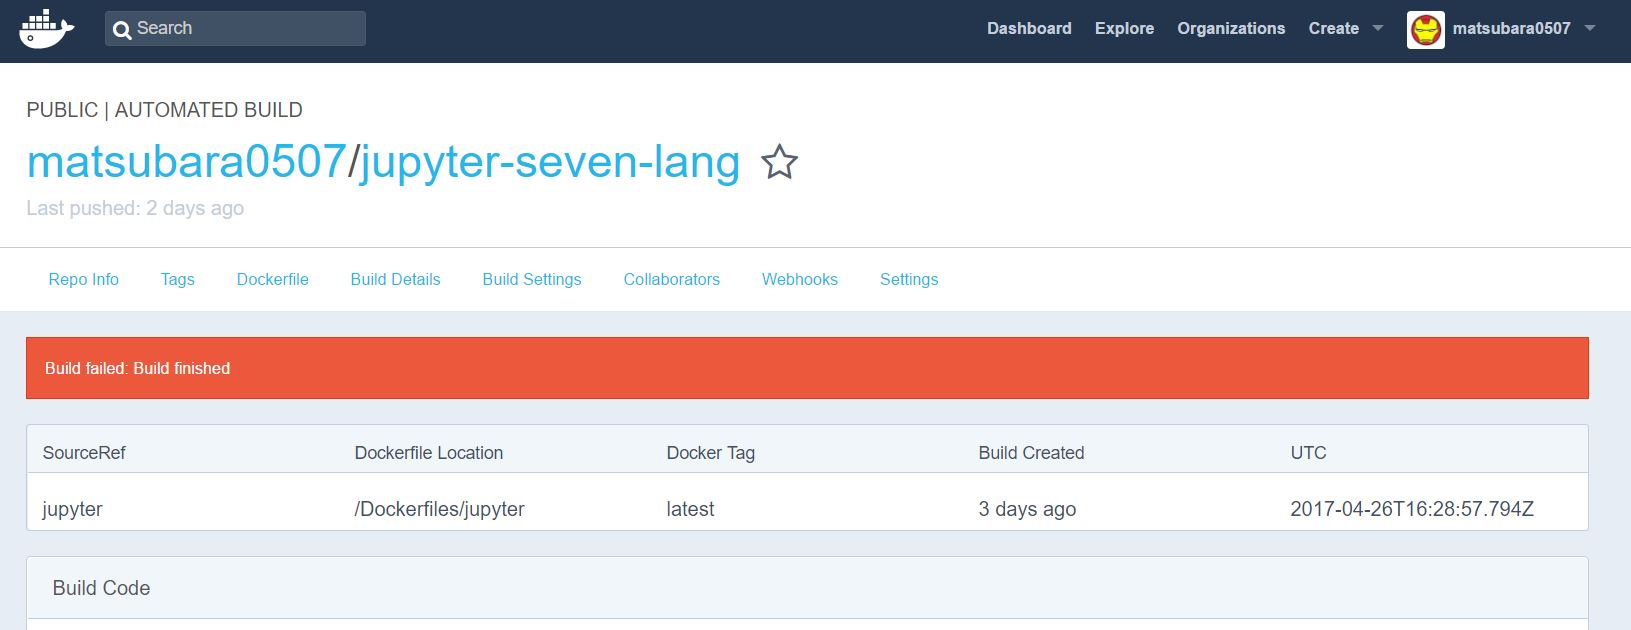 Search Dashboard Explore Organizations Create matsubara0507
PUBLIC | AUTOMATED BUILD
matsubara0507/jupyter-seven-lang
Last pushed: 2 days ago
Repo Info Tags Dockerfile Build Details Build Settings Collaborators Webhooks Settings
Build failed: Build finished
SourceRef Dockerfile Location Docker Tag Build Created UTC
jupyter /Dockerfiles/jupyter latest 3 days ago 2017-04-26T16:28:57.794Z
Build Code